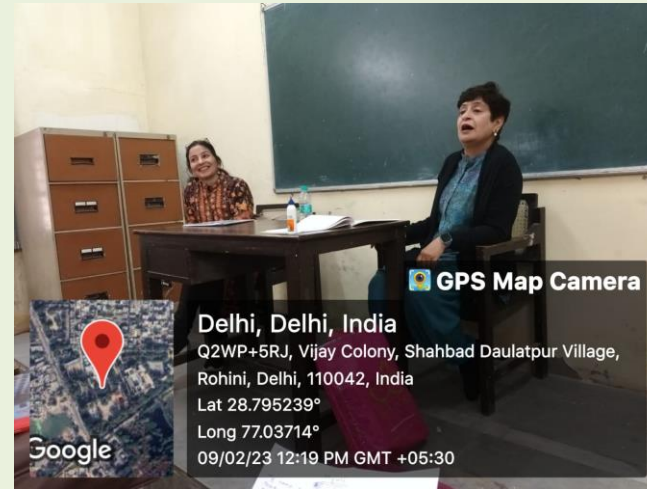 GPS Map Camera
Delhi, Delhi, India
Q2WP+5RJ, Vijay Colony, Shahbad Daulatpur Village,
Rohini, Delhi, 110042, India
Lat 28.795239°
Long 77.03714°
09/02/23 12:19 PM GMT +05:30
Google